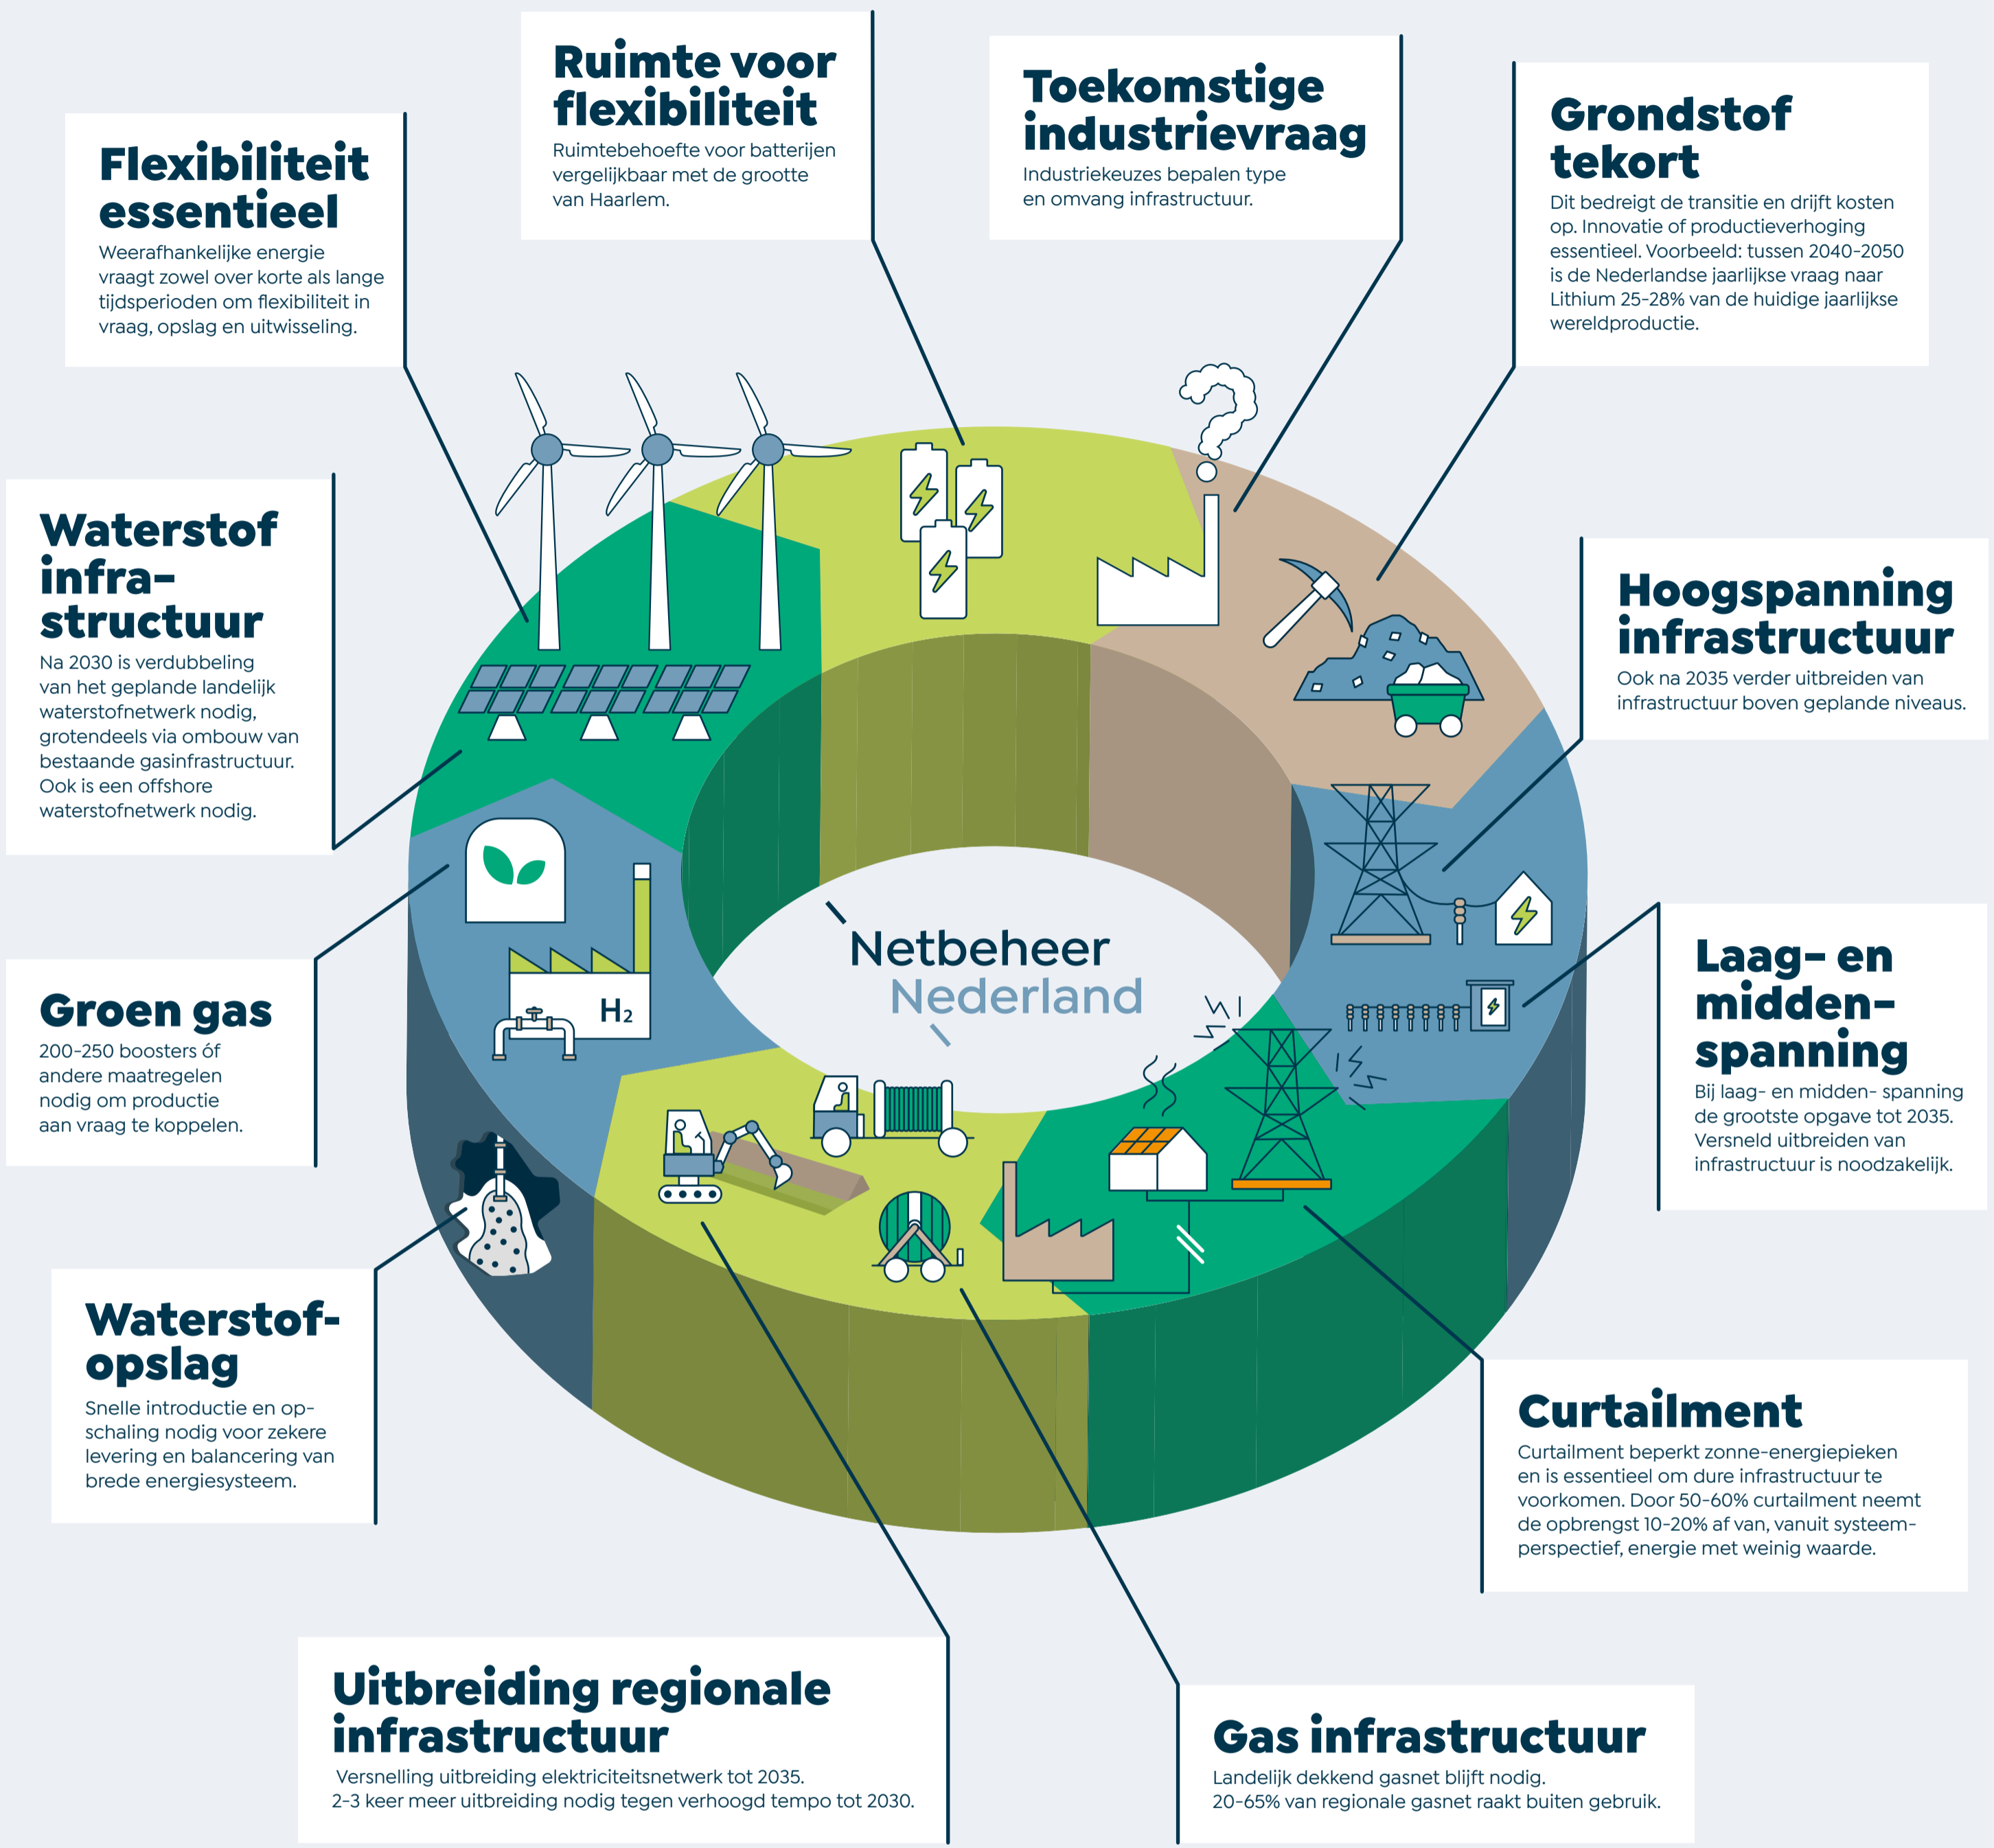 Ruimte voor
flexibiliteit
Ruimtebehoefte voor batterijen
vergelijkbaar met de grootte
van Haarlem.
Toekomstige
industrievraag
Industriekeuzes bepalen type
en omvang infrastructuur.
Grondstof
tekort
Dit bedreigt de transitie en drijft kosten
op. Innovatie of productieverhoging
essentieel. Voorbeeld: tussen 2040-2050
is de Nederlandse jaarlijkse vraag naar
Lithium 25-28% van de huidige jaarlijkse
wereldproductie.
Flexibiliteit
essentieel
Weerafhankelijke energie
vraagt zowel over korte als lange
tijdsperioden om flexibiliteit in
vraag, opslag en uitwisseling.
Waterstof
infra-
structuur
Na 2030 is verdubbeling
van het geplande landelijk
waterstofnetwerk nodig,
grotendeels via ombouw van
bestaande gasinfrastructuur.
Ook is een offshore
waterstofnetwerk nodig.
Hoogspanning
infrastructuur
Ook na 2035 verder uitbreiden van
infrastructuur boven geplande niveaus.
Netbeheer
Nederland
H2
Laag- en
midden-
spanning
Bij laag- en midden- spanning
de grootste opgave tot 2035.
Versneld uitbreiden van
infrastructuur is noodzakelijk.
Groen gas
200-250 boosters óf
andere maatregelen
nodig om productie
aan vraag te koppelen.
Waterstof-
opslag
Snelle introductie en op-
schaling nodig voor zekere
levering en balancering van
brede energiesysteem.
Curtailment
Curtailment beperkt zonne-energiepieken
en is essentieel om dure infrastructuur te
voorkomen. Door 50-60% curtailment neemt
de opbrengst 10-20% af van, vanuit systeem-
perspectief, energie met weinig waarde.
Uitbreiding regionale
infrastructuur
Versnelling uitbreiding elektriciteitsnetwerk tot 2035.
2-3 keer meer uitbreiding nodig tegen verhoogd tempo tot 2030.
Gas infrastructuur
Landelijk dekkend gasnet blijft nodig.
20-65% van regionale gasnet raakt buiten gebruik.